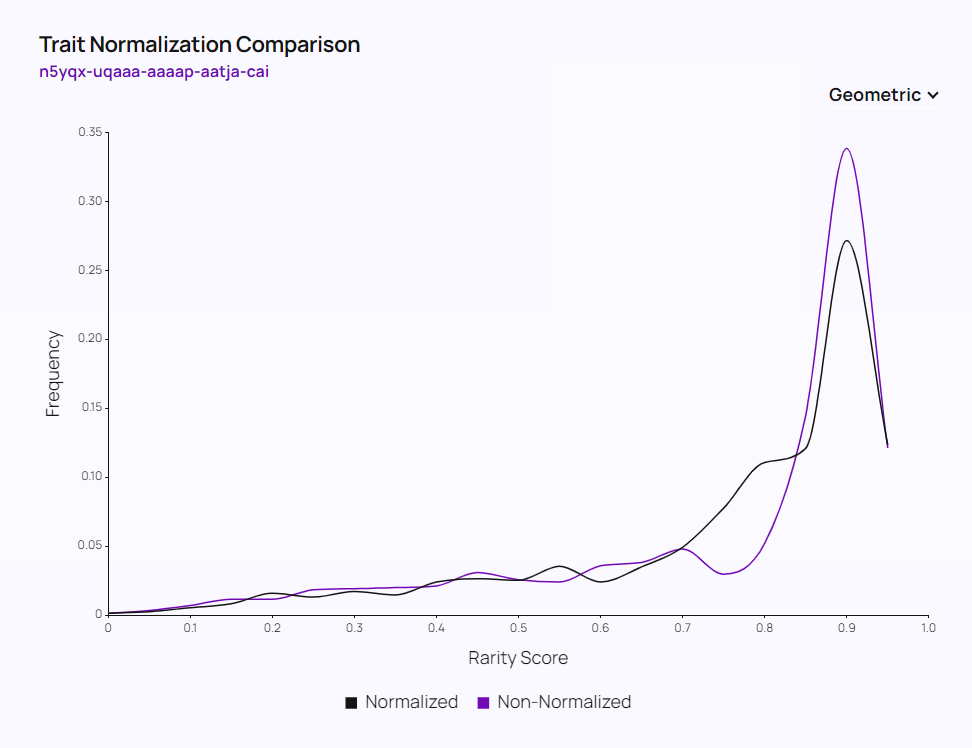 Trait Normalization Comparison
n5yqx-uqaaa-aaaap-aatja-cai
Geometric
0.35
0.30
0.25
0.20
0.15
0.10
0.05
0
Frequency
0 0.1 0.2 0.3 0.4 0.5 0.6 0.7 0.8 0.9 1.0
Rarity Score
Normalized Non-Normalized